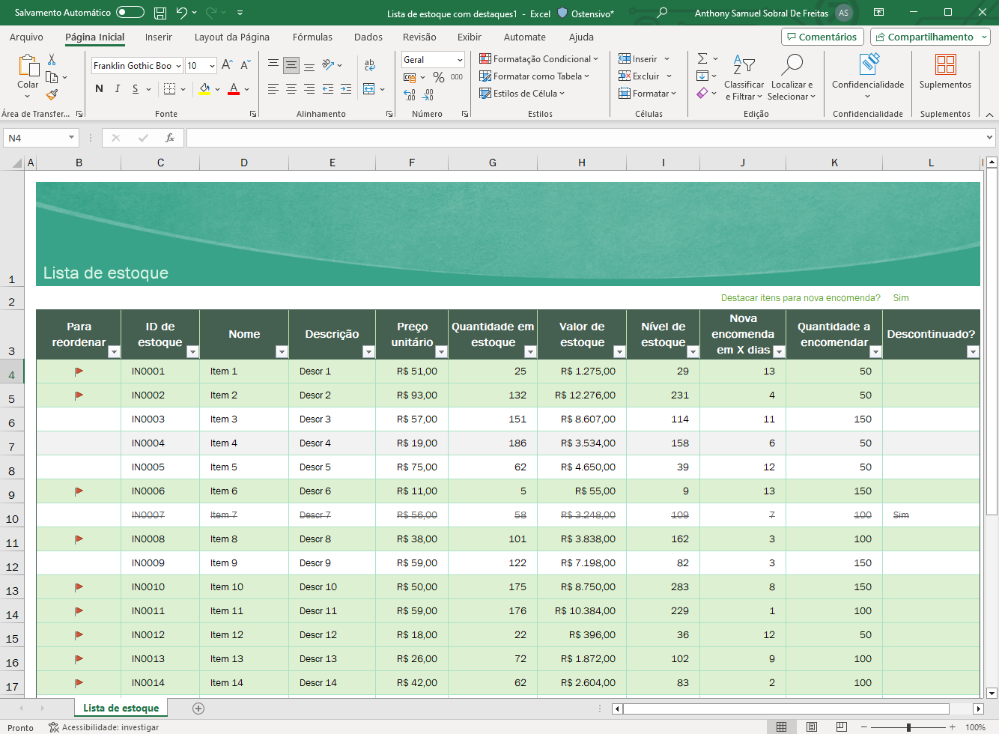 Salvamento Automático
Lista de estoque com destaques1 - Excel
Ostensivo*
Anthony Samuel Sobral De Freitas
AS
Arquivo
Página Inicial
Inserir
Layout da Página
Fórmulas
Dados
Revisão
Exibir
Automate
Ajuda
Comentários
Compartilhamento
Colar
Área de Transfer...
Franklin Gothic Boo
10
A A
N I S
A
Fonte
ab
Alinhamento
Geral
% 000
Número
Formatação Condicional
Formatar como Tabela
Estilos de Célula
Estilos
Inserir
Excluir
Formatar
Células
Classificar
e Filtrar
Localizar e
Selecionar
Edição
Confidencialidade
Confidencialidade
Suplementos
Suplementos
N4
fx
A B C D E F G H I J K L
1 Lista de estoque
2 Destacar itens para nova encomenda? Sim
3 Para reordenar ID de estoque Nome Descrição Preço unitário Quantidade em estoque Valor de estoque Nível de estoque Nova encomenda em X dias Quantidade a encomendar Descontinuado?
4 IN0001 Item 1 Descr 1 R$ 51,00 25 R$ 1.275,00 29 13 50
5 IN0002 Item 2 Descr 2 R$ 93,00 132 R$ 12.276,00 231 4 50
6 IN0003 Item 3 Descr 3 R$ 57,00 151 R$ 8.607,00 114 11 150
7 IN0004 Item 4 Descr 4 R$ 19,00 186 R$ 3.534,00 158 6 50
8 IN0005 Item 5 Descr 5 R$ 75,00 62 R$ 4.650,00 39 12 50
9 IN0006 Item 6 Descr 6 R$ 11,00 5 R$ 55,00 9 13 150
10 IN0007 Item 7 Descr 7 R$ 56,00 58 R$ 3.248,00 109 7 100 Sim
11 IN0008 Item 8 Descr 8 R$ 38,00 101 R$ 3.838,00 162 3 100
12 IN0009 Item 9 Descr 9 R$ 59,00 122 R$ 7.198,00 82 3 150
13 IN0010 Item 10 Descr 10 R$ 50,00 175 R$ 8.750,00 283 8 150
14 IN0011 Item 11 Descr 11 R$ 59,00 176 R$ 10.384,00 229 1 100
15 IN0012 Item 12 Descr 12 R$ 18,00 22 R$ 396,00 36 12 50
16 IN0013 Item 13 Descr 13 R$ 26,00 72 R$ 1.872,00 102 9 100
17 IN0014 Item 14 Descr 14 R$ 42,00 62 R$ 2.604,00 83 2 100
Lista de estoque
Pronto
Acessibilidade: investigar
100%